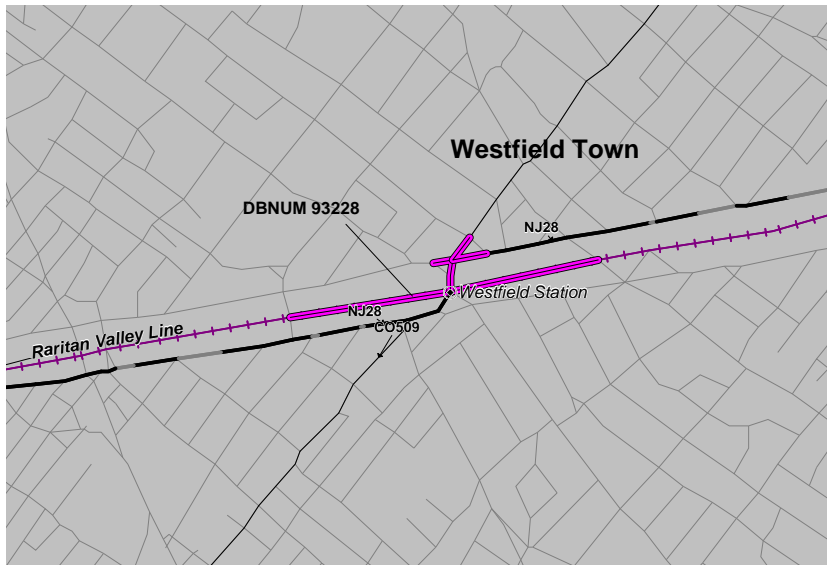 Westfield Town
DBNUM 93228
NJ28
Westfield Station
NJ28
CO509
Raritan Valley Line